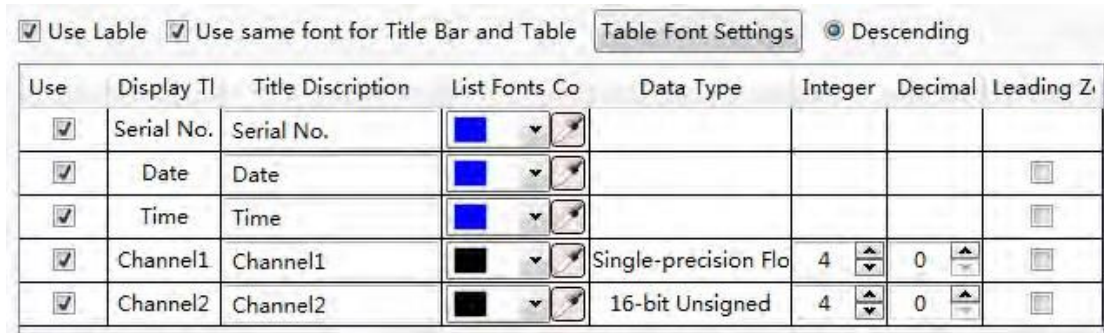 Use Lable Use same font for Title Bar and Table Table Font Settings Descending
Use Display Tl Title Discription List Fonts Co Data Type Integer Decimal Leading Z
Serial No. Serial No.
Date Date
Time Time
Channel1 Channel1 Single-precision Flo 4 0
Channel2 Channel2 16-bit Unsigned 4 0